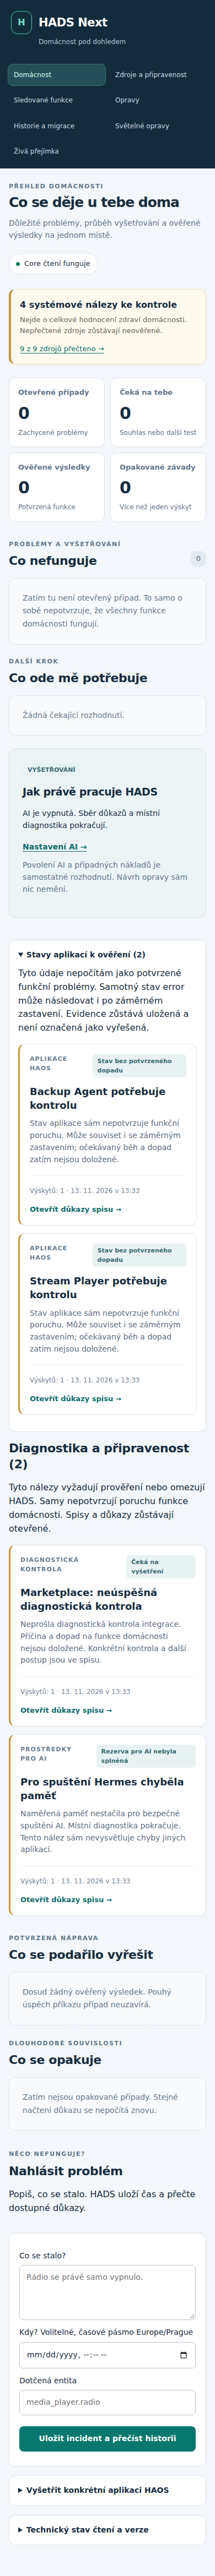 H
HADS Next
Domácnost pod dohledem
Domácnost
Zdroje a připravenost
Sledované funkce
Opravy
Historie a migrace
Světelné opravy
Živá přejímka
PŘEHLED DOMÁCNOSTI
Co se děje u tebe doma
Důležité problémy, průběh vyšetřování a ověřené
výsledky na jednom místě.
Core čtení funguje
4 systémové nálezy ke kontrole
Nejde o celkové hodnocení zdraví domácnosti.
Nepřečtené zdroje zůstávají neověřené.
9 z 9 zdrojů přečteno →
Otevřené případy
0
Zachycené problémy
Čeká na tebe
0
Souhlas nebo další test
Ověřené výsledky
0
Potvrzená funkce
Opakované závady
0
Více než jeden výskyt
PROBLÉMY A VYŠETŘOVÁNÍ
Co nefunguje
0
Zatím tu není otevřený případ. To samo o
sobě nepotvrzuje, že všechny funkce
domácnosti fungují.
DALŠÍ KROK
Co ode mě potřebuje
Žádná čekající rozhodnutí.
VYŠETŘOVÁNÍ
Jak právě pracuje HADS
AI je vypnutá. Sběr důkazů a místní
diagnostika pokračují.
Nastavení AI →
Povolení AI a případných nákladů je
samostatné rozhodnutí. Návrh opravy sám
nic nemění.
▼ Stavy aplikací k ověření (2)
Tyto údaje nepočítám jako potvrzené
funkční problémy. Samotný stav error
může následovat i po záměrném
zastavení. Evidence zůstává uložená a
není označená jako vyřešená.
APLIKACE
HAOS
Stav bez potvrzeného
dopadu
Backup Agent potřebuje
kontrolu
Stav aplikace sám nepotvrzuje funkční
poruchu. Může souviset i se záměrným
zastavením; očekávaný běh a dopad
zatím nejsou doložené.
Výskytů: 1 · 13. 11. 2026 v 13:33
Otevřít důkazy spisu →
APLIKACE
HAOS
Stav bez potvrzeného
dopadu
Stream Player potřebuje
kontrolu
Stav aplikace sám nepotvrzuje funkční
poruchu. Může souviset i se záměrným
zastavením; očekávaný běh a dopad
zatím nejsou doložené.
Výskytů: 1 · 13. 11. 2026 v 13:33
Otevřít důkazy spisu →
Diagnostika a připravenost
(2)
Tyto nálezy vyžadují prověření nebo omezují
HADS. Samy nepotvrzují poruchu funkce
domácnosti. Spisy a důkazy zůstávají
otevřené.
DIAGNOSTICKÁ
KONTROLA
Čeká na
vyšetření
Marketplace: neúspěšná
diagnostická kontrola
Neprošla diagnostická kontrola integrace.
Příčina a dopad na funkce domácnosti
nejsou doložené. Konkrétní kontrola a další
postup jsou ve spisu.
Výskytů: 1 · 13. 11. 2026 v 13:33
Otevřít důkazy spisu →
PROSTŘEDKY
PRO AI
Rezerva pro AI nebyla
splněná
Pro spuštění Hermes chyběla
paměť
Naměřená paměť nestačila pro bezpečné
spuštění AI. Místní diagnostika pokračuje.
Tento nález sám nevysvětluje chyby jiných
aplikací.
Výskytů: 1 · 13. 11. 2026 v 13:33
Otevřít důkazy spisu →
POTVRZENÁ NÁPRAVA
Co se podařilo vyřešit
Dosud žádný ověřený výsledek. Pouhý
úspěch příkazu případ neuzavírá.
DLOUHODOBÉ SOUVISLOSTI
Co se opakuje
Zatím nejsou opakované případy. Stejné
načtení důkazu se nepočítá znovu.
NĚCO NEFUNGUJE?
Nahlásit problém
Popiš, co se stalo. HADS uloží čas a přečte
dostupné důkazy.
Co se stalo?
Rádio se právě samo vypnulo.
Kdy? Volitelné, časové pásmo Europe/Prague
mm/dd/yyyy, --:-- --
Dotčená entita
media_player.radio
Uložit incident a přečíst historii
▶ Vyšetřit konkrétní aplikaci HAOS
▶ Technický stav čtení a verze